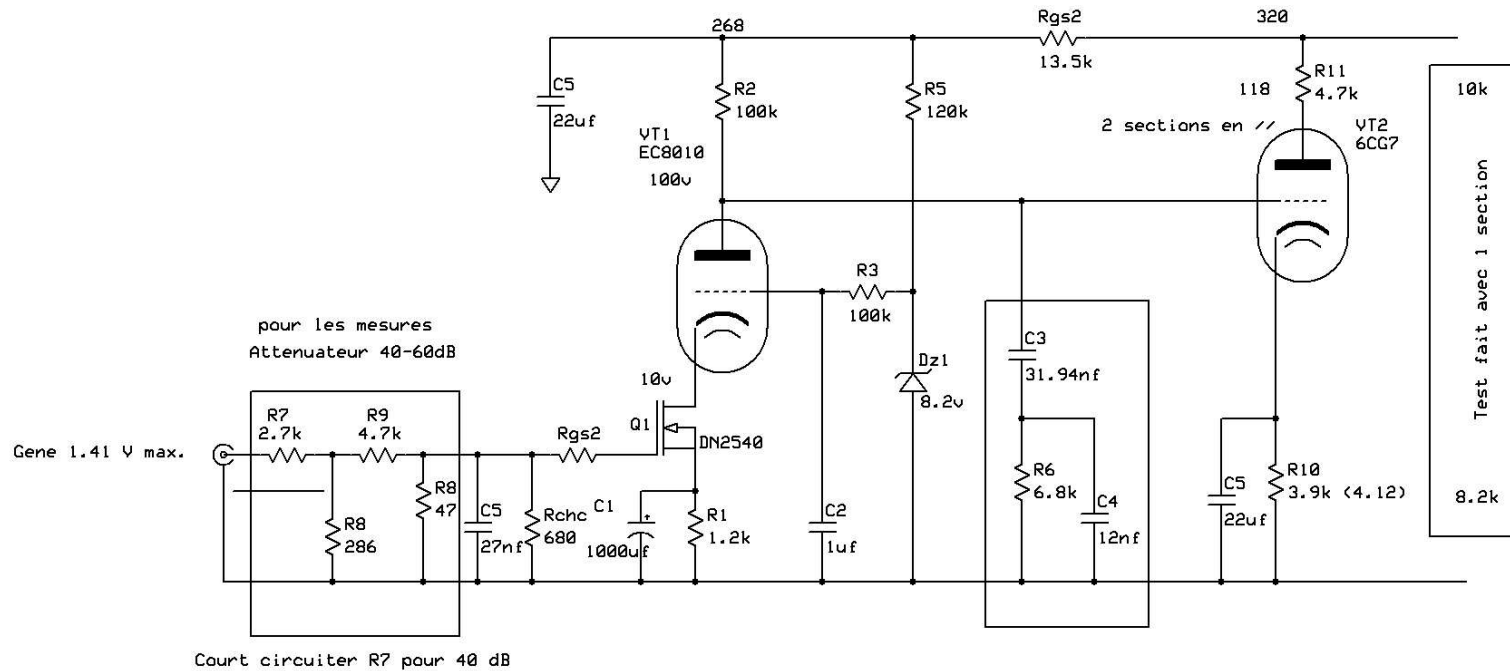 268
Rgs2
13.5k
320
C5
22uf
R2
100k
R5
120k
118
R11
4.7k
10k
VT1
EC8010
100v
2 sections en //
VT2
6CG7
Test fait avec 1 section
8.2k
R3
100k
pour les mesures
Attenuateur 40-60dB
C3
31.94nf
Dz1
8.2v
10v
Q1
DN2540
Gene 1.41 V max.
R7
2.7k
R9
4.7k
Rgs2
R8
47
R8
286
C5
27nf
Rchc
680
C1
+
1000uf
R1
1.2k
C2
1uf
R6
6.8k
C4
12nf
C5
22uf
R10
3.9k (4.12)
Court circuiter R7 pour 40 dB